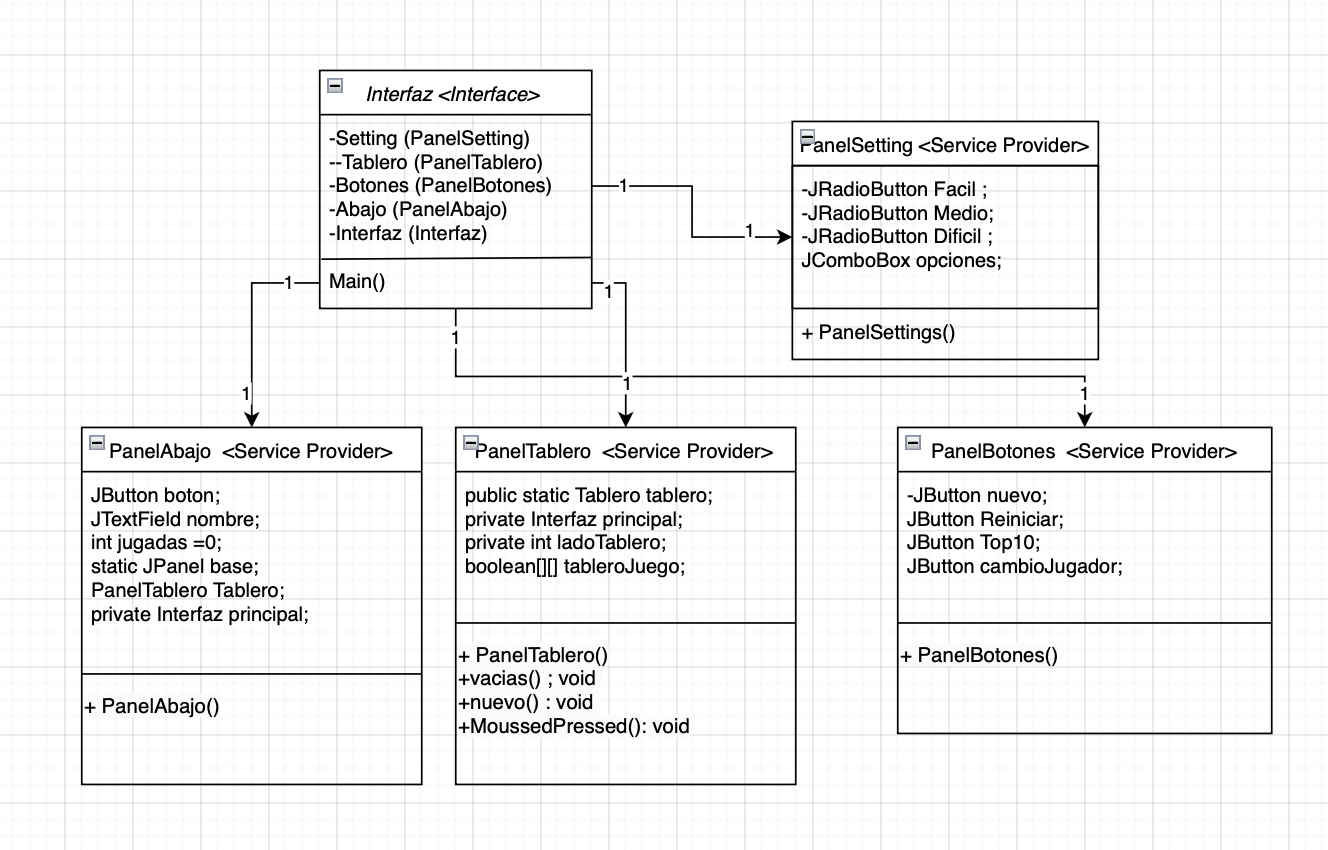 Interfaz <Interface>
-Setting (PanelSetting)
--Tablero (PanelTablero)
-Botones (PanelBotones)
-Abajo (PanelAbajo)
-Interfaz (Interfaz)
Main()
1
1
1
1
1
1
1
1
PanelSetting <Service Provider>
-JRadioButton Facil ;
-JRadioButton Medio;
-JRadioButton Dificil ;
JComboBox opciones;
+ PanelSettings()
PanelAbajo <Service Provider>
JButton boton;
JTextField nombre;
int jugadas =0;
static JPanel base;
PanelTablero Tablero;
private Interfaz principal;
+ PanelAbajo()
PanelTablero <Service Provider>
public static Tablero tablero;
private Interfaz principal;
private int ladoTablero;
boolean[][] tableroJuego;
+ PanelTablero()
+vacias() ; void
+nuevo() : void
+MoussedPressed(): void
PanelBotones <Service Provider>
-JButton nuevo;
JButton Reiniciar;
JButton Top10;
JButton cambioJugador;
+ PanelBotones()